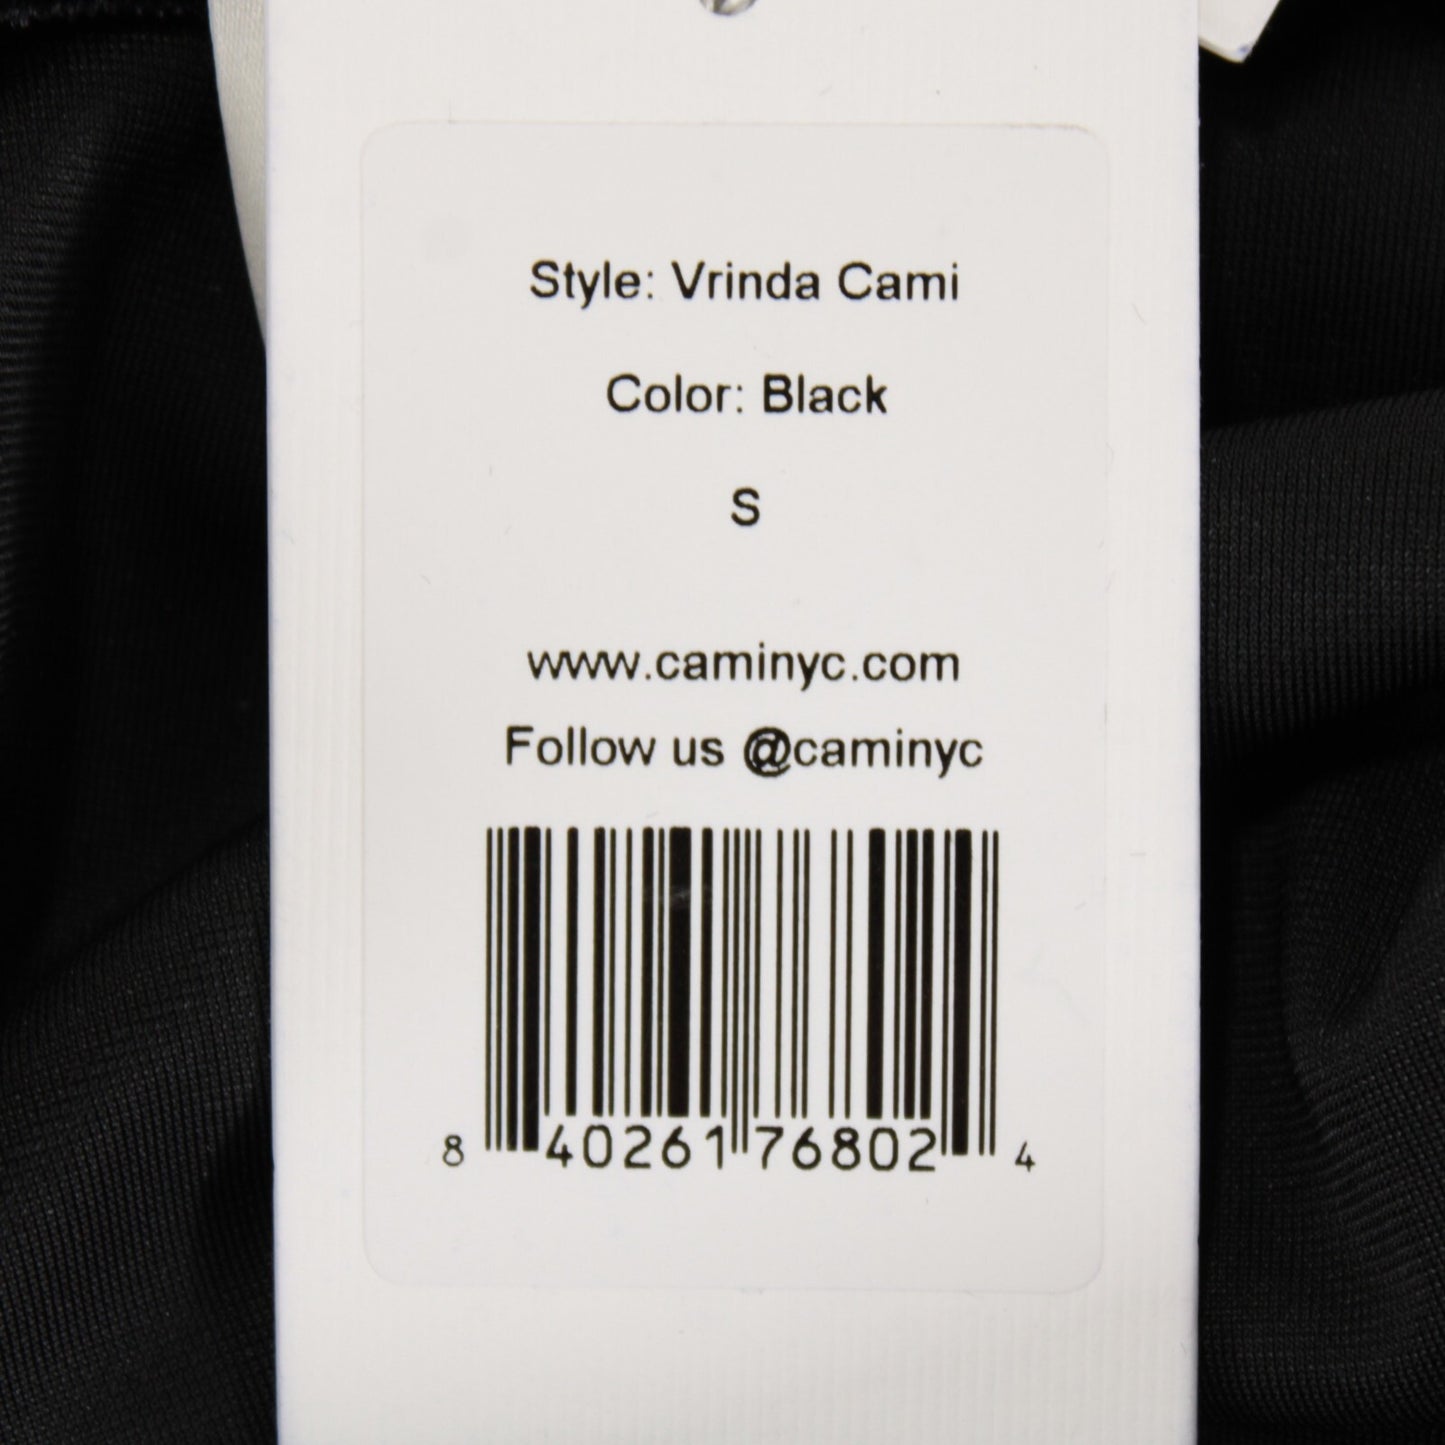 Style: Vrinda Cami
Color: Black
S
www.caminyc.com
Follow us @caminyc
8 40261 76802 4